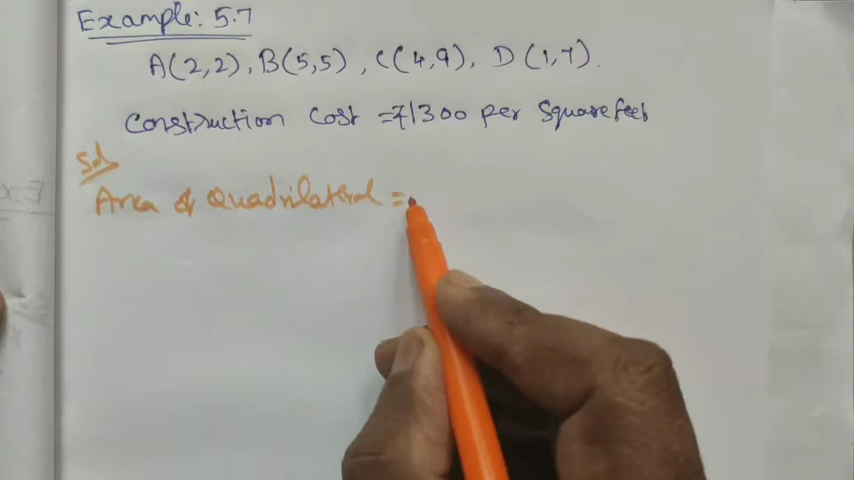 Example: 5.7
A(2,2), B(5,5), C(4,9), D(1,7).
Construction Cost = ₹1300 per Squarefeet
Sol
Area of Quadrilateral =